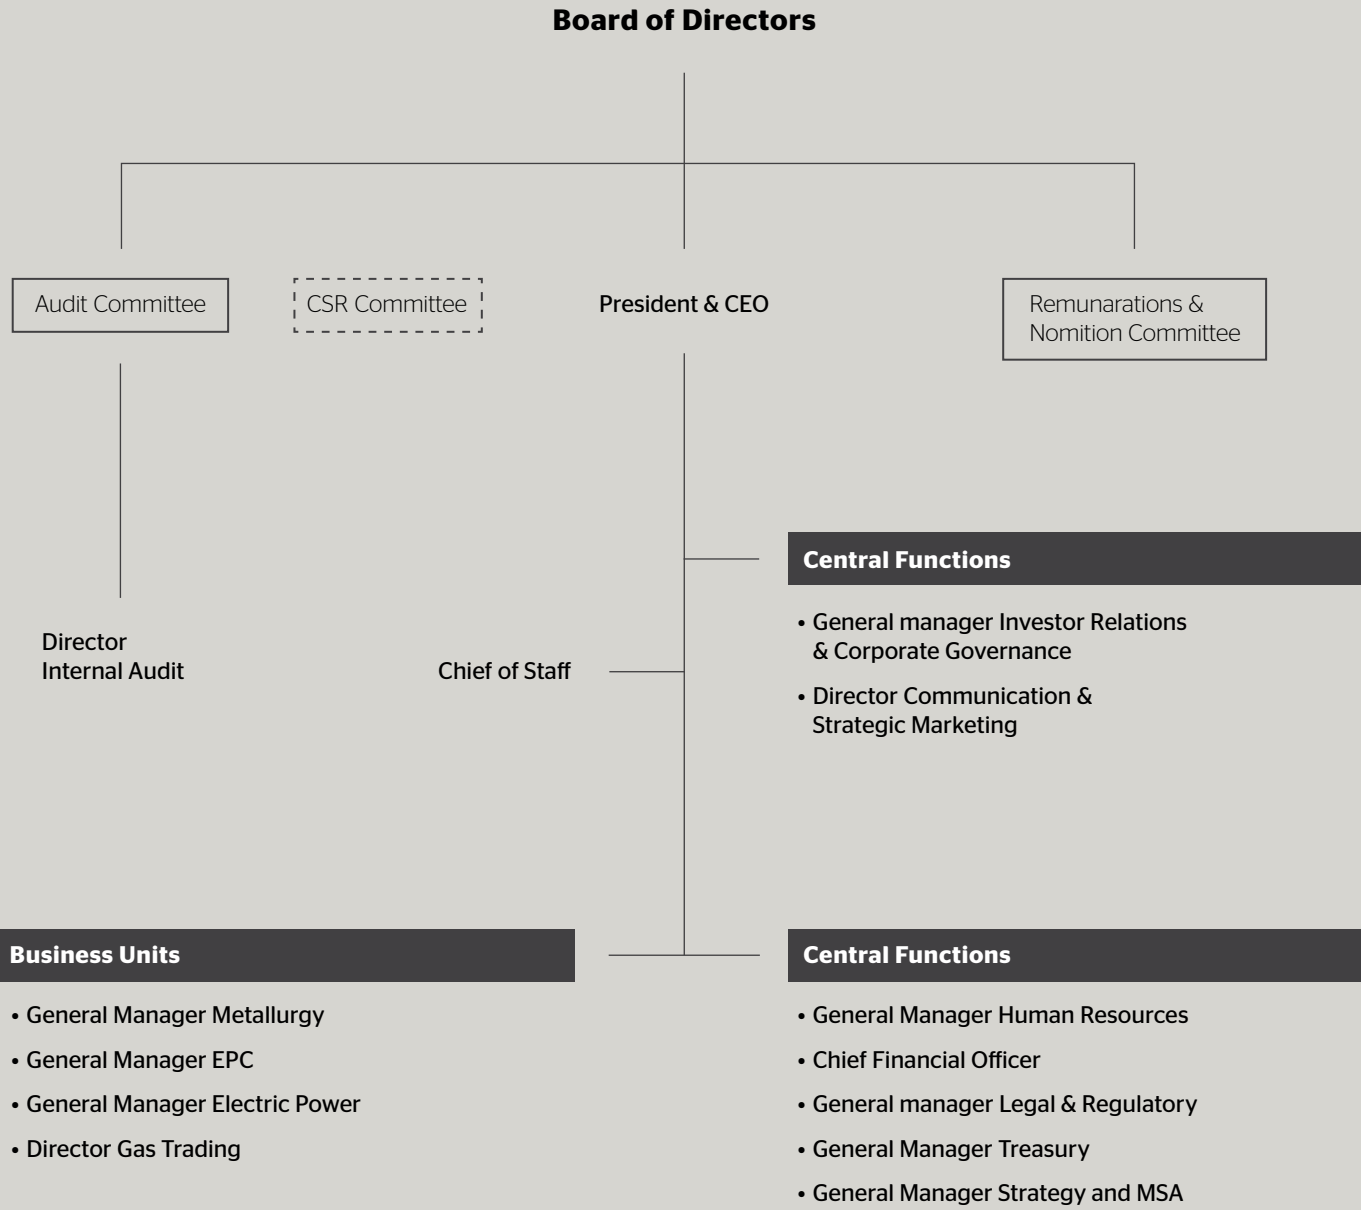 Board of Directors
Audit Committee
CSR Committee
President & CEO
Remunarations &
Nomition Committee
Central Functions
• General manager Investor Relations
& Corporate Governance
• Director Communication &
Strategic Marketing
Director
Internal Audit
Chief of Staff
Business Units
• General Manager Metallurgy
• General Manager EPC
• General Manager Electric Power
• Director Gas Trading
Central Functions
• General Manager Human Resources
• Chief Financial Officer
• General manager Legal & Regulatory
• General Manager Treasury
• General Manager Strategy and MSA